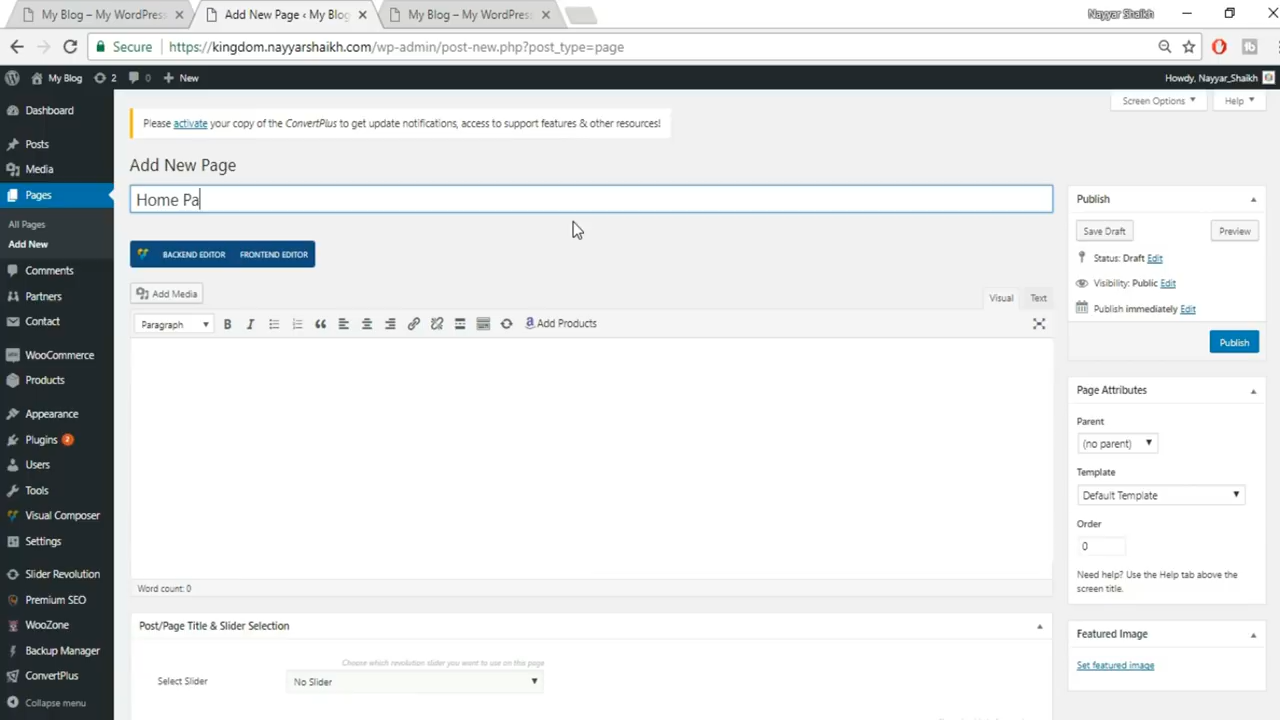 My Blog – My WordPress
Add New Page ‹ My Blog
My Blog – My WordPress
Nayyar Shaikh
Secure
https://kingdom.nayyarshaikh.com/wp-admin/post-new.php?post_type=page
My Blog
2
0
New
Howdy, Nayyar_Shaikh
Screen Options
Help
Dashboard
Posts
Media
Pages
All Pages
Add New
Comments
Partners
Contact
WooCommerce
Products
Appearance
Plugins 2
Users
Tools
Visual Composer
Settings
Slider Revolution
Premium SEO
WooZone
Backup Manager
ConvertPlus
Collapse menu
Please activate your copy of the ConvertPlus to get update notifications, access to support features & other resources!
Add New Page
Home Pa
BACKEND EDITOR
FRONTEND EDITOR
Add Media
Visual
Text
Paragraph
Add Products
Word count: 0
Post/Page Title & Slider Selection
Choose which revolution slider you want to use on this page
Select Slider
No Slider
Publish
Save Draft
Preview
Status: Draft Edit
Visibility: Public Edit
Publish immediately Edit
Publish
Page Attributes
Parent
(no parent)
Template
Default Template
Order
0
Need help? Use the Help tab above the
screen title.
Featured Image
Set featured image